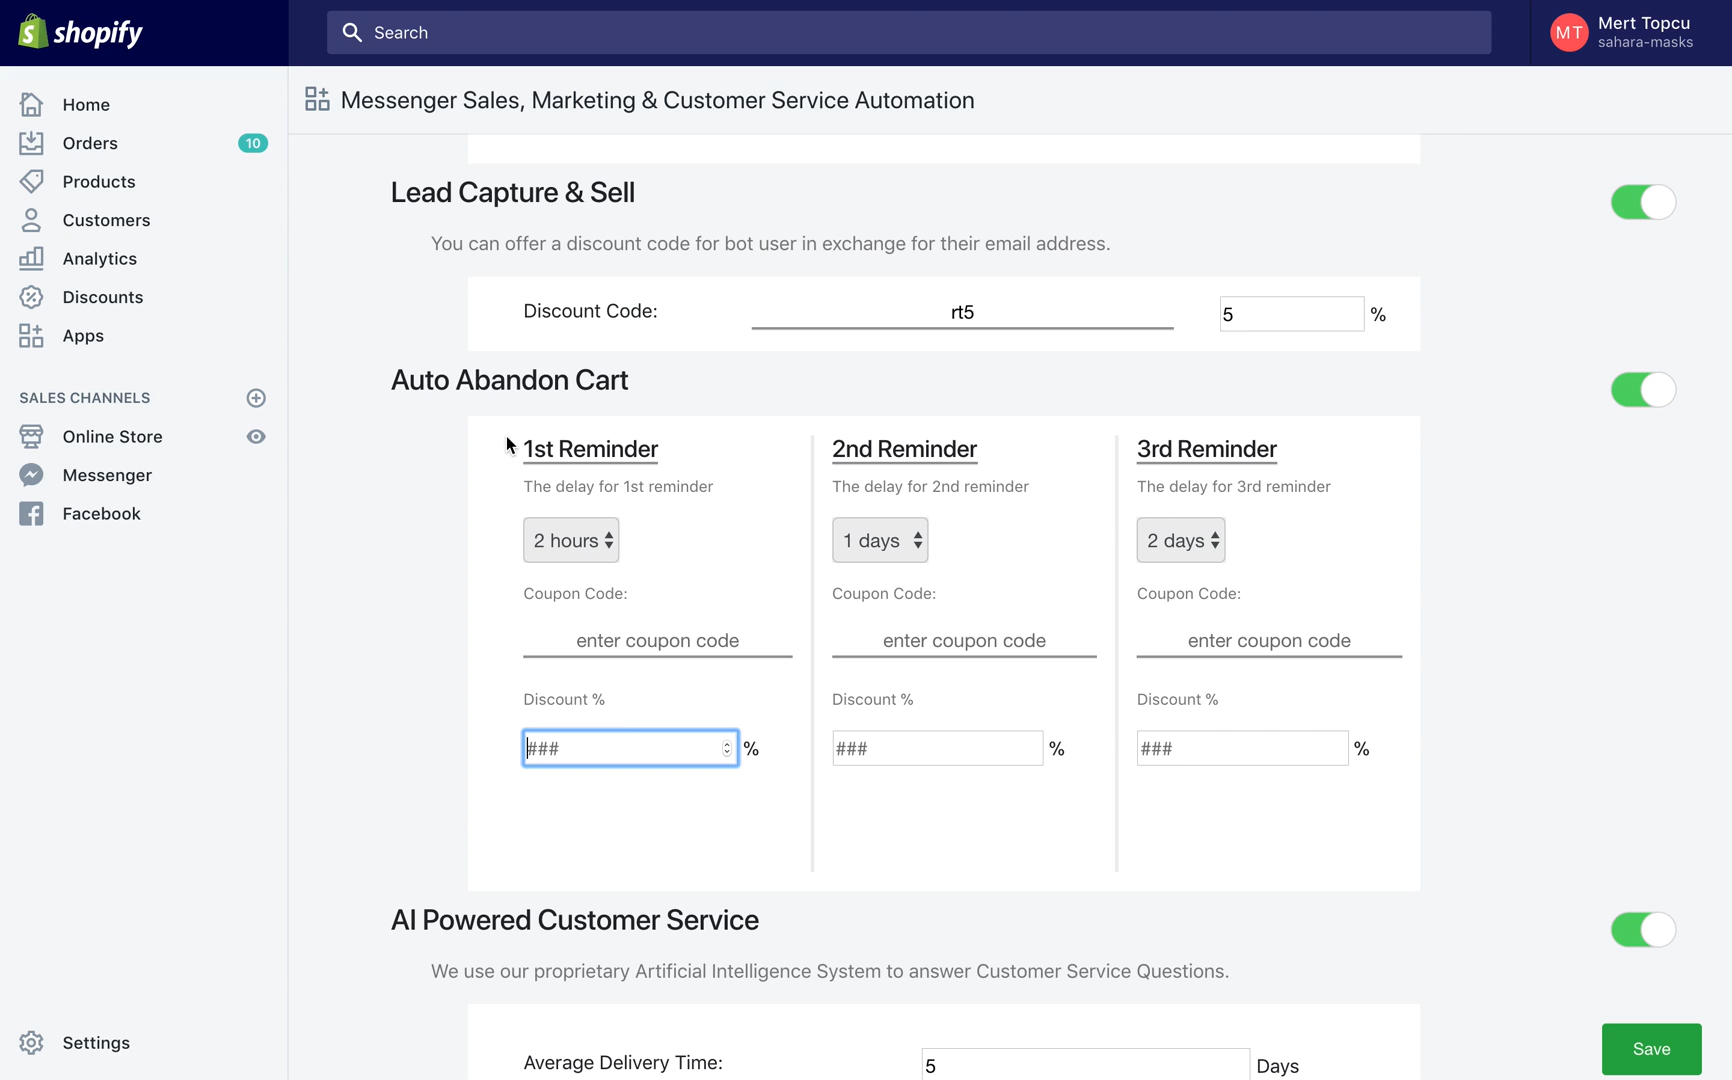 shopify
Search
MT
Mert Topcu
sahara-masks
Home
Orders
10
Products
Customers
Analytics
Discounts
Apps
SALES CHANNELS
Online Store
Messenger
Facebook
Settings
Messenger Sales, Marketing & Customer Service Automation
Lead Capture & Sell
You can offer a discount code for bot user in exchange for their email address.
Discount Code: rt5 5 %
Auto Abandon Cart
1st Reminder
The delay for 1st reminder
2 hours
Coupon Code:
enter coupon code
Discount %
### %
2nd Reminder
The delay for 2nd reminder
1 days
Coupon Code:
enter coupon code
Discount %
### %
3rd Reminder
The delay for 3rd reminder
2 days
Coupon Code:
enter coupon code
Discount %
### %
AI Powered Customer Service
We use our proprietary Artificial Intelligence System to answer Customer Service Questions.
Average Delivery Time: 5 Days
Save